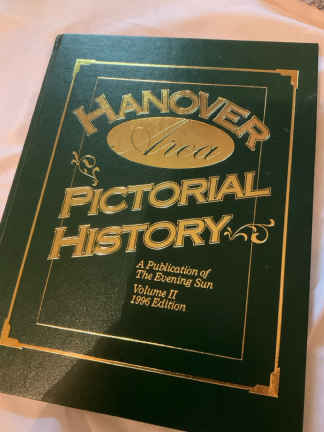 HANOVER
Area
PICTORIAL
HISTORY
A Publication of
The Evening Sun
Volume II
1996 Edition